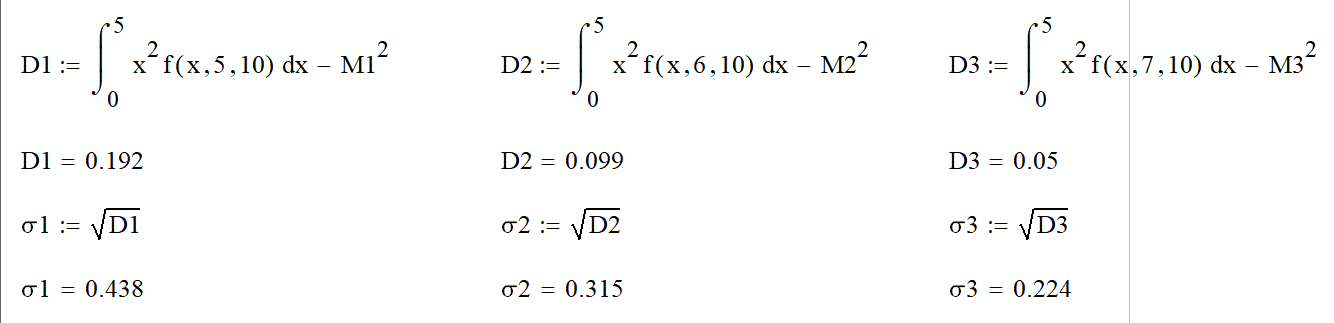 D1 := ∫₀⁵ x² f(x,5,10) dx − M1² D2 := ∫₀⁵ x² f(x,6,10) dx − M2² D3 := ∫₀⁵ x² f(x,7,10) dx − M3²
D1 = 0.192 D2 = 0.099 D3 = 0.05
σ1 := √D1 σ2 := √D2 σ3 := √D3
σ1 = 0.438 σ2 = 0.315 σ3 = 0.224